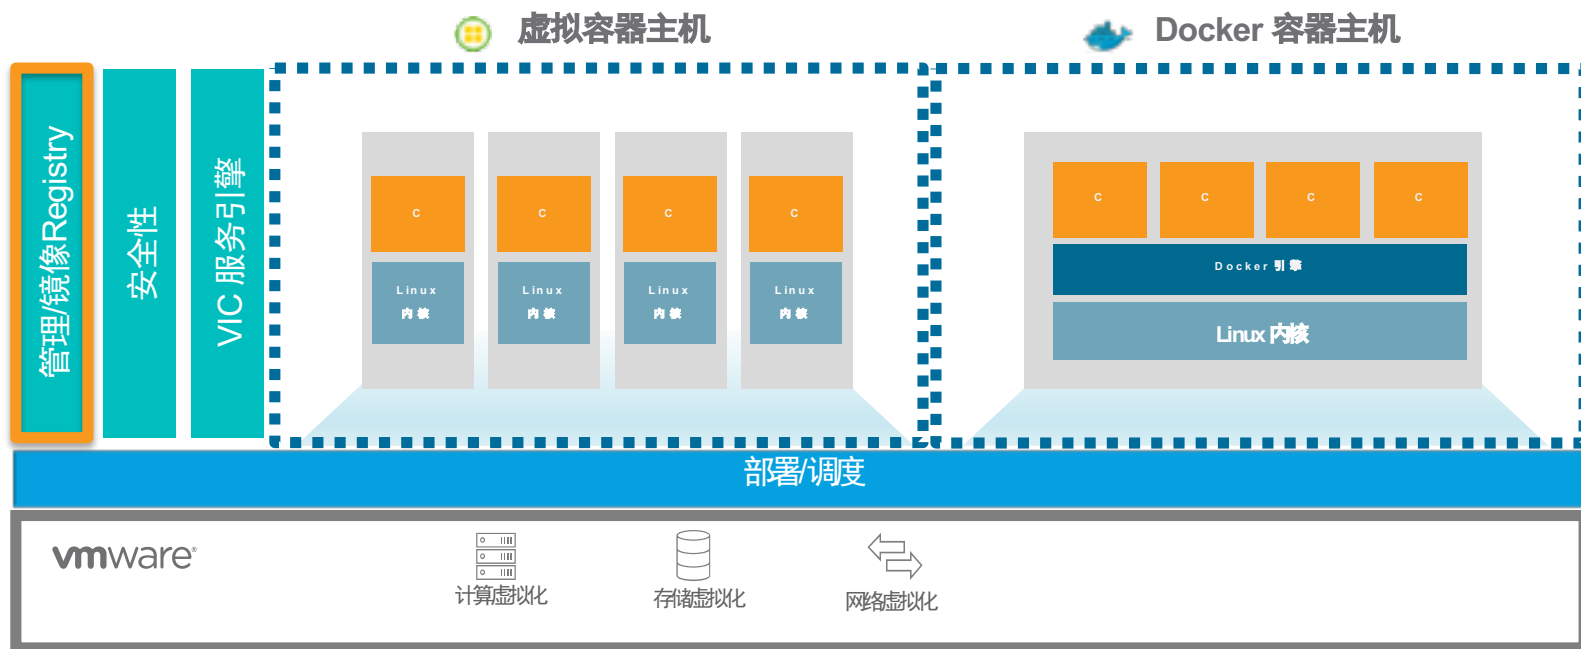 虚拟容器主机
Docker 容器主机
管理/镜像Registry
安全性
VIC 服务引擎
C
C
C
C
Linux
内核
Linux
内核
Linux
内核
Linux
内核
C
C
C
C
Docker 引擎
Linux 内核
部署/调度
vmware®
计算虚拟化
存储虚拟化
网络虚拟化